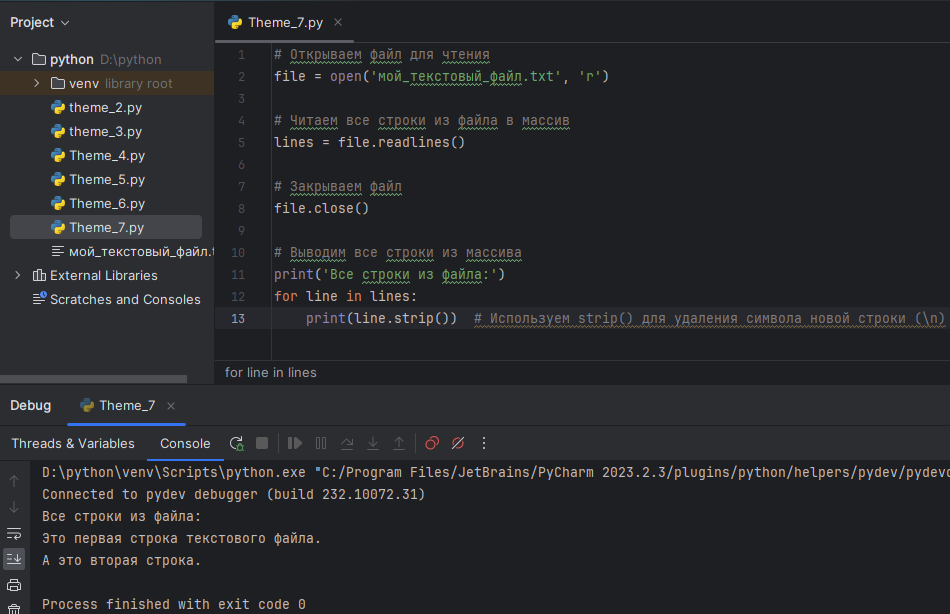 Project
python D:\python
venv library root
theme_2.py
theme_3.py
Theme_4.py
Theme_5.py
Theme_6.py
Theme_7.py
мой_текстовый_файл.t
External Libraries
Scratches and Consoles
Theme_7.py
1 # Открываем файл для чтения
2 file = open('мой_текстовый_файл.txt', 'r')
3
4 # Читаем все строки из файла в массив
5 lines = file.readlines()
6
7 # Закрываем файл
8 file.close()
9
10 # Выводим все строки из массива
11 print('Все строки из файла:')
12 for line in lines:
13 print(line.strip()) # Используем strip() для удаления символа новой строки (\n)
for line in lines
Debug Theme_7
Threads & Variables Console
D:\python\venv\Scripts\python.exe "C:/Program Files/JetBrains/PyCharm 2023.2.3/plugins/python/helpers/pydev/pydevd
Connected to pydev debugger (build 232.10072.31)
Все строки из файла:
Это первая строка текстового файла.
А это вторая строка.
Process finished with exit code 0